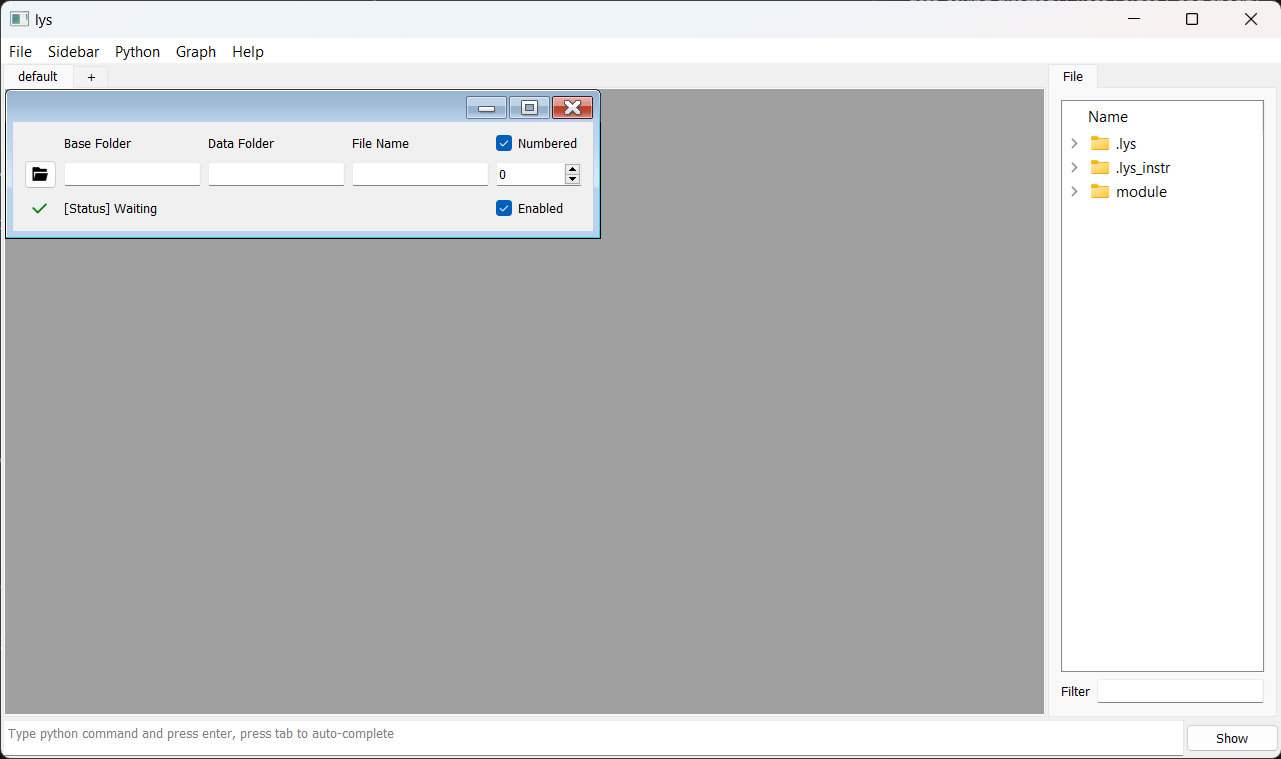 lys
File Sidebar Python Graph Help
default +
File
Base Folder Data Folder File Name Numbered
0
[Status] Waiting Enabled
Name
.lys
.lys_instr
module
Filter
Type python command and press enter, press tab to auto-complete
Show